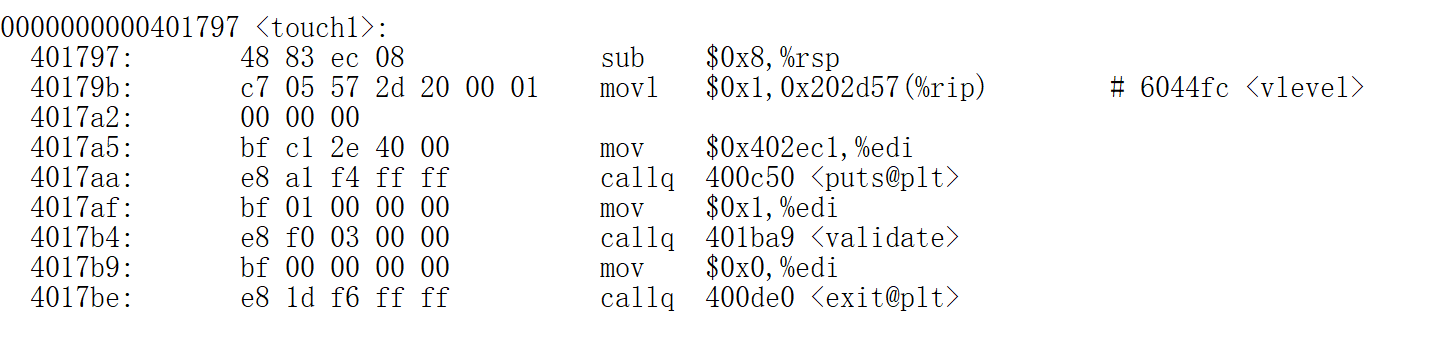 0000000000401797 <touch1>:
401797: 48 83 ec 08 sub $0x8,%rsp
40179b: c7 05 57 2d 20 00 01 movl $0x1,0x202d57(%rip) # 6044fc <vlevel>
4017a2: 00 00 00
4017a5: bf c1 2e 40 00 mov $0x402ec1,%edi
4017aa: e8 a1 f4 ff ff callq 400c50 <puts@plt>
4017af: bf 01 00 00 00 mov $0x1,%edi
4017b4: e8 f0 03 00 00 callq 401ba9 <validate>
4017b9: bf 00 00 00 00 mov $0x0,%edi
4017be: e8 1d f6 ff ff callq 400de0 <exit@plt>